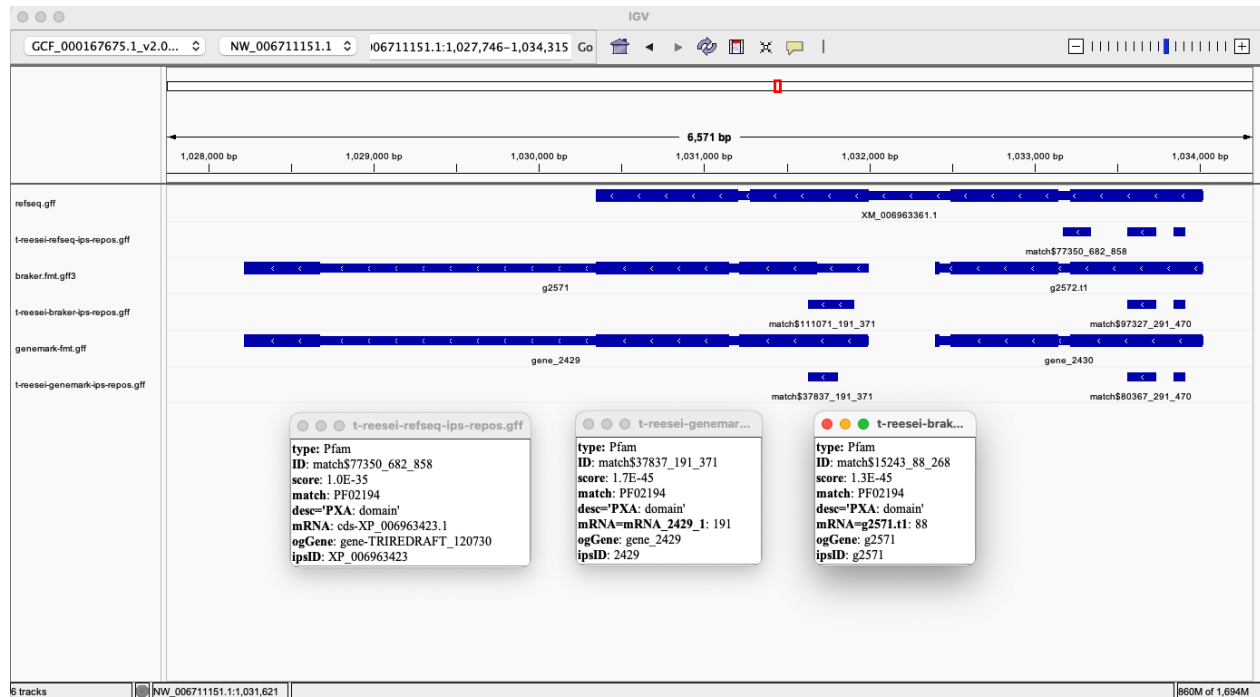 IGV
GCF_000167675.1_v2.0... NW_006711151.1 )06711151.1:1,027,746-1,034,315 Go
6,571 bp
1,028,000 bp 1,029,000 bp 1,030,000 bp 1,031,000 bp 1,032,000 bp 1,033,000 bp 1,034,000 bp
refseq.gff
XM_006963361.1
t-reesei-refseq-ips-repos.gff
match$77350_682_858
braker.fmt.gff3
g2571 g2572.t1
t-reesei-braker-ips-repos.gff
match$111071_191_371 match$97327_291_470
genemark-fmt.gff
gene_2429 gene_2430
t-reesei-genemark-ips-repos.gff
match$37837_191_371 match$80367_291_470
t-reesei-refseq-ips-repos.gff
type: Pfam
ID: match$77350_682_858
score: 1.0E-35
match: PF02194
desc='PXA: domain'
mRNA: cds-XP_006963423.1
ogGene: gene-TRIREDRAFT_120730
ipsID: XP_006963423
t-reesei-genemar...
type: Pfam
ID: match$37837_191_371
score: 1.7E-45
match: PF02194
desc='PXA: domain'
mRNA=mRNA_2429_1: 191
ogGene: gene_2429
ipsID: 2429
t-reesei-brak...
type: Pfam
ID: match$15243_88_268
score: 1.3E-45
match: PF02194
desc='PXA: domain'
mRNA=g2571.t1: 88
ogGene: g2571
ipsID: g2571
6 tracks NW_006711151.1:1,031,621 860M of 1,694M